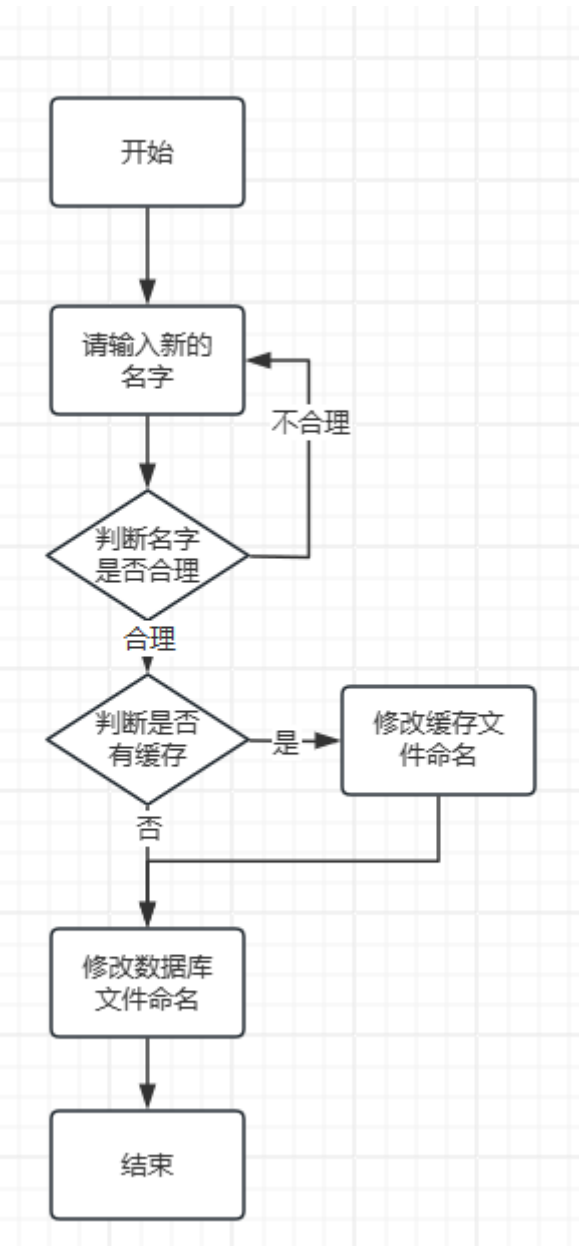 开始
请输入新的
名字
不合理
判断名字
是否合理
合理
判断是否
有缓存
是
修改缓存文
件命名
否
修改数据库
文件命名
结束